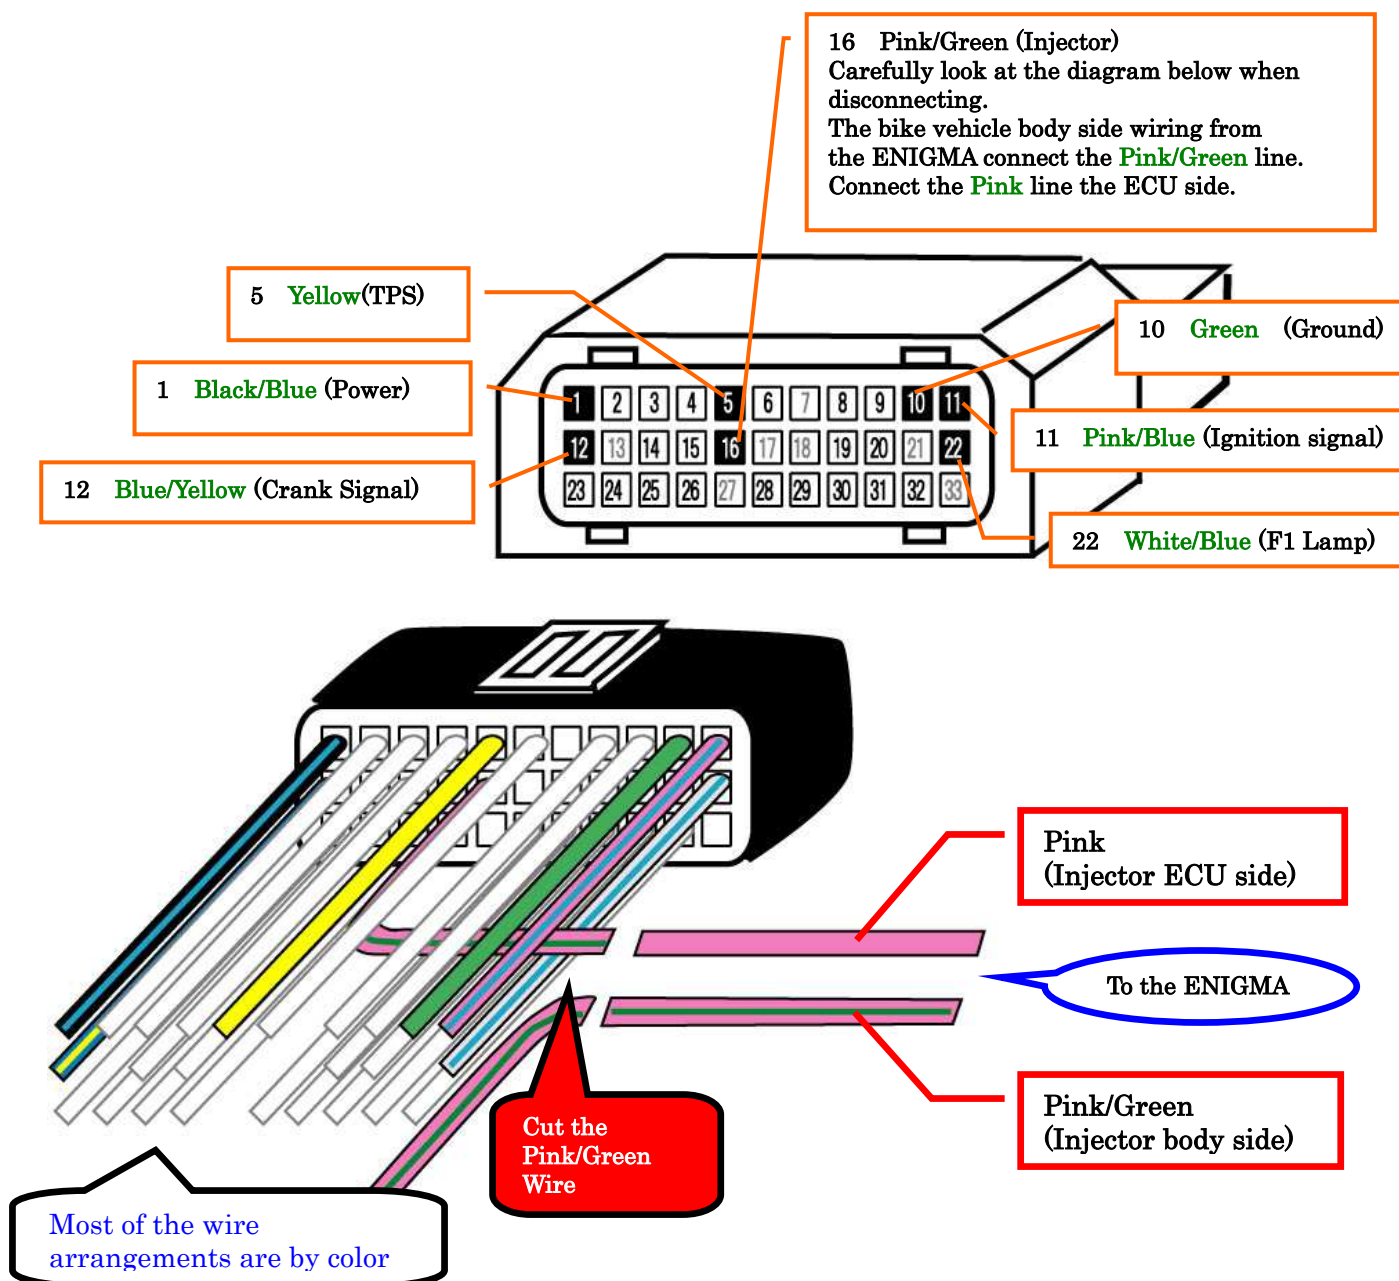 16 Pink/Green (Injector)
Carefully look at the diagram below when
disconnecting.
The bike vehicle body side wiring from
the ENIGMA connect the Pink/Green line.
Connect the Pink line the ECU side.
5 Yellow(TPS)
10 Green (Ground)
1 Black/Blue (Power)
11 Pink/Blue (Ignition signal)
12 Blue/Yellow (Crank Signal)
22 White/Blue (F1 Lamp)
1 2 3 4 5 6 7 8 9 10 11
12 13 14 15 16 17 18 19 20 21 22
23 24 25 26 27 28 29 30 31 32 33
Pink
(Injector ECU side)
To the ENIGMA
Pink/Green
(Injector body side)
Cut the
Pink/Green
Wire
Most of the wire
arrangements are by color